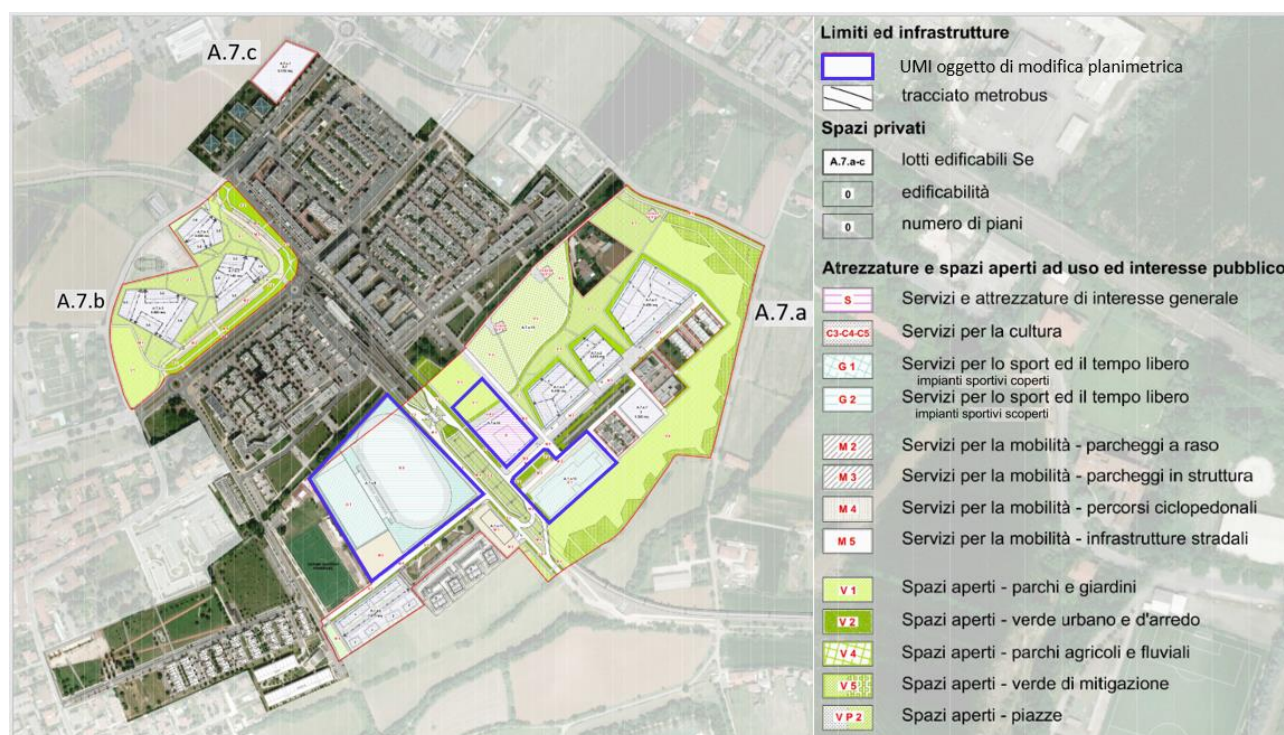 A.7.c
A.7.b
A.7.a
Limiti ed infrastrutture
UMI oggetto di modifica planimetrica
tracciato metrobus
Spazi privati
A.7.a-c lotti edificabili Se
0 edificabilità
0 numero di piani
Atrezzature e spazi aperti ad uso ed interesse pubblico
S Servizi e attrezzature di interesse generale
C3-C4-C5 Servizi per la cultura
G 1 Servizi per lo sport ed il tempo libero
impianti sportivi coperti
G 2 Servizi per lo sport ed il tempo libero
impianti sportivi scoperti
M 2 Servizi per la mobilità - parcheggi a raso
M 3 Servizi per la mobilità - parcheggi in struttura
M 4 Servizi per la mobilità - percorsi ciclopedonali
M 5 Servizi per la mobilità - infrastrutture stradali
V 1 Spazi aperti - parchi e giardini
V 2 Spazi aperti - verde urbano e d'arredo
V 4 Spazi aperti - parchi agricoli e fluviali
V 5 Spazi aperti - verde di mitigazione
V P 2 Spazi aperti - piazze